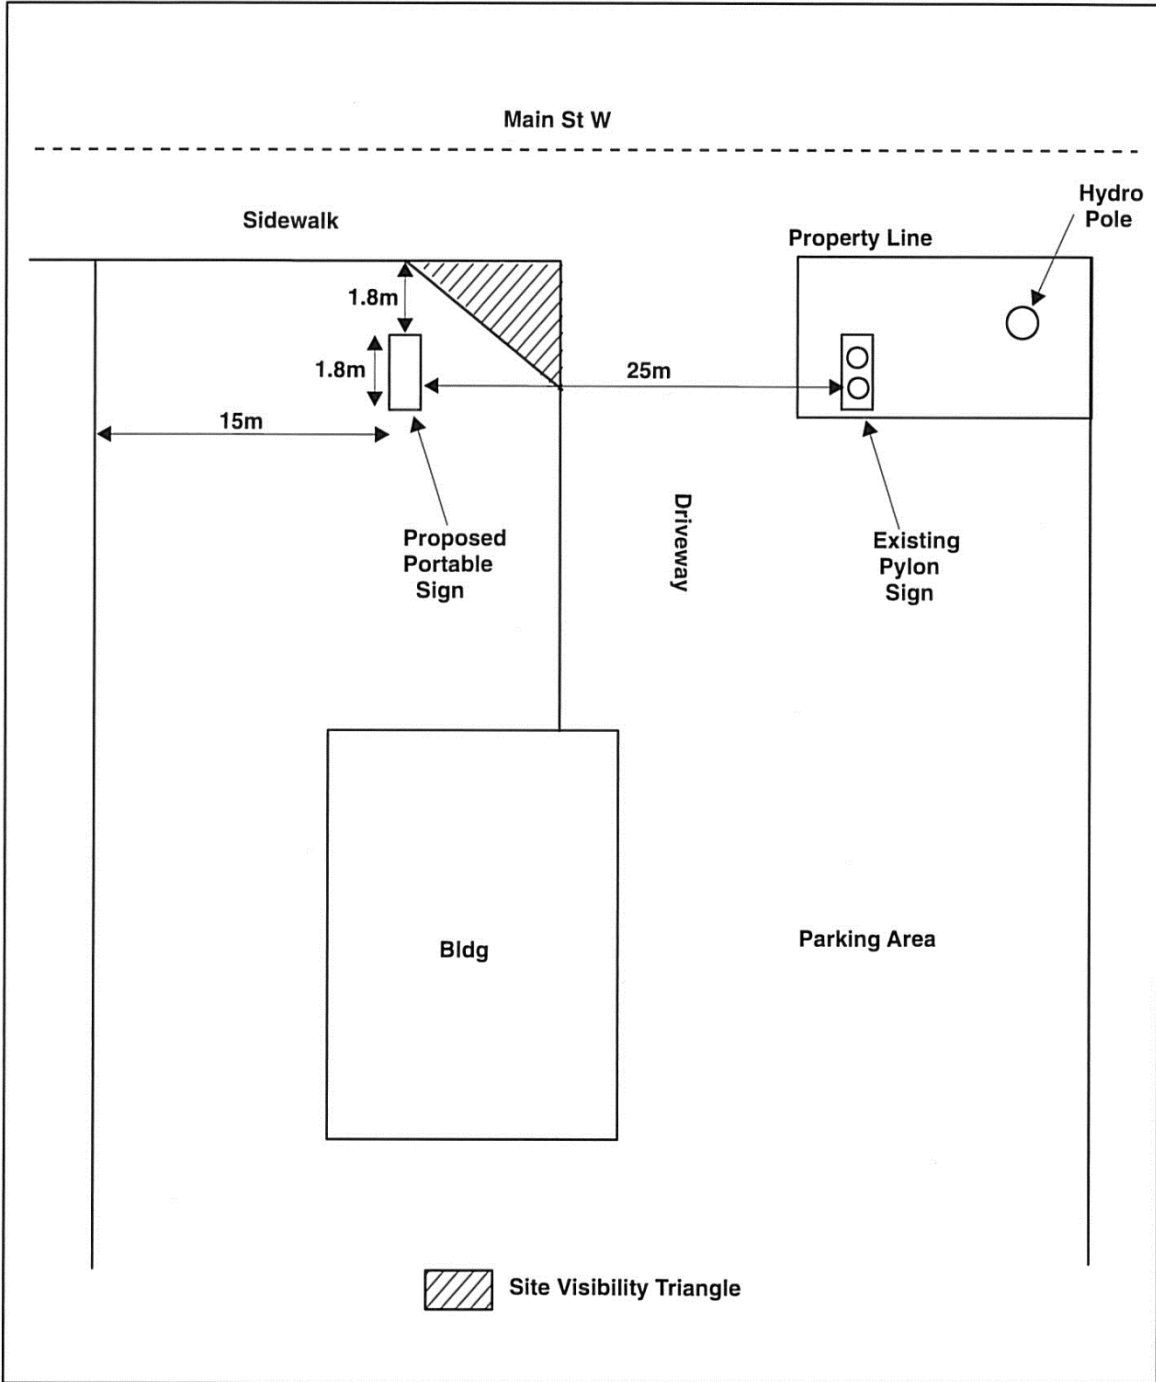 Main St W
Hydro
Pole
Sidewalk
Property Line
1.8m
1.8m
25m
15m
Driveway
Proposed
Portable
Sign
Existing
Pylon
Sign
Bldg
Parking Area
Site Visibility Triangle